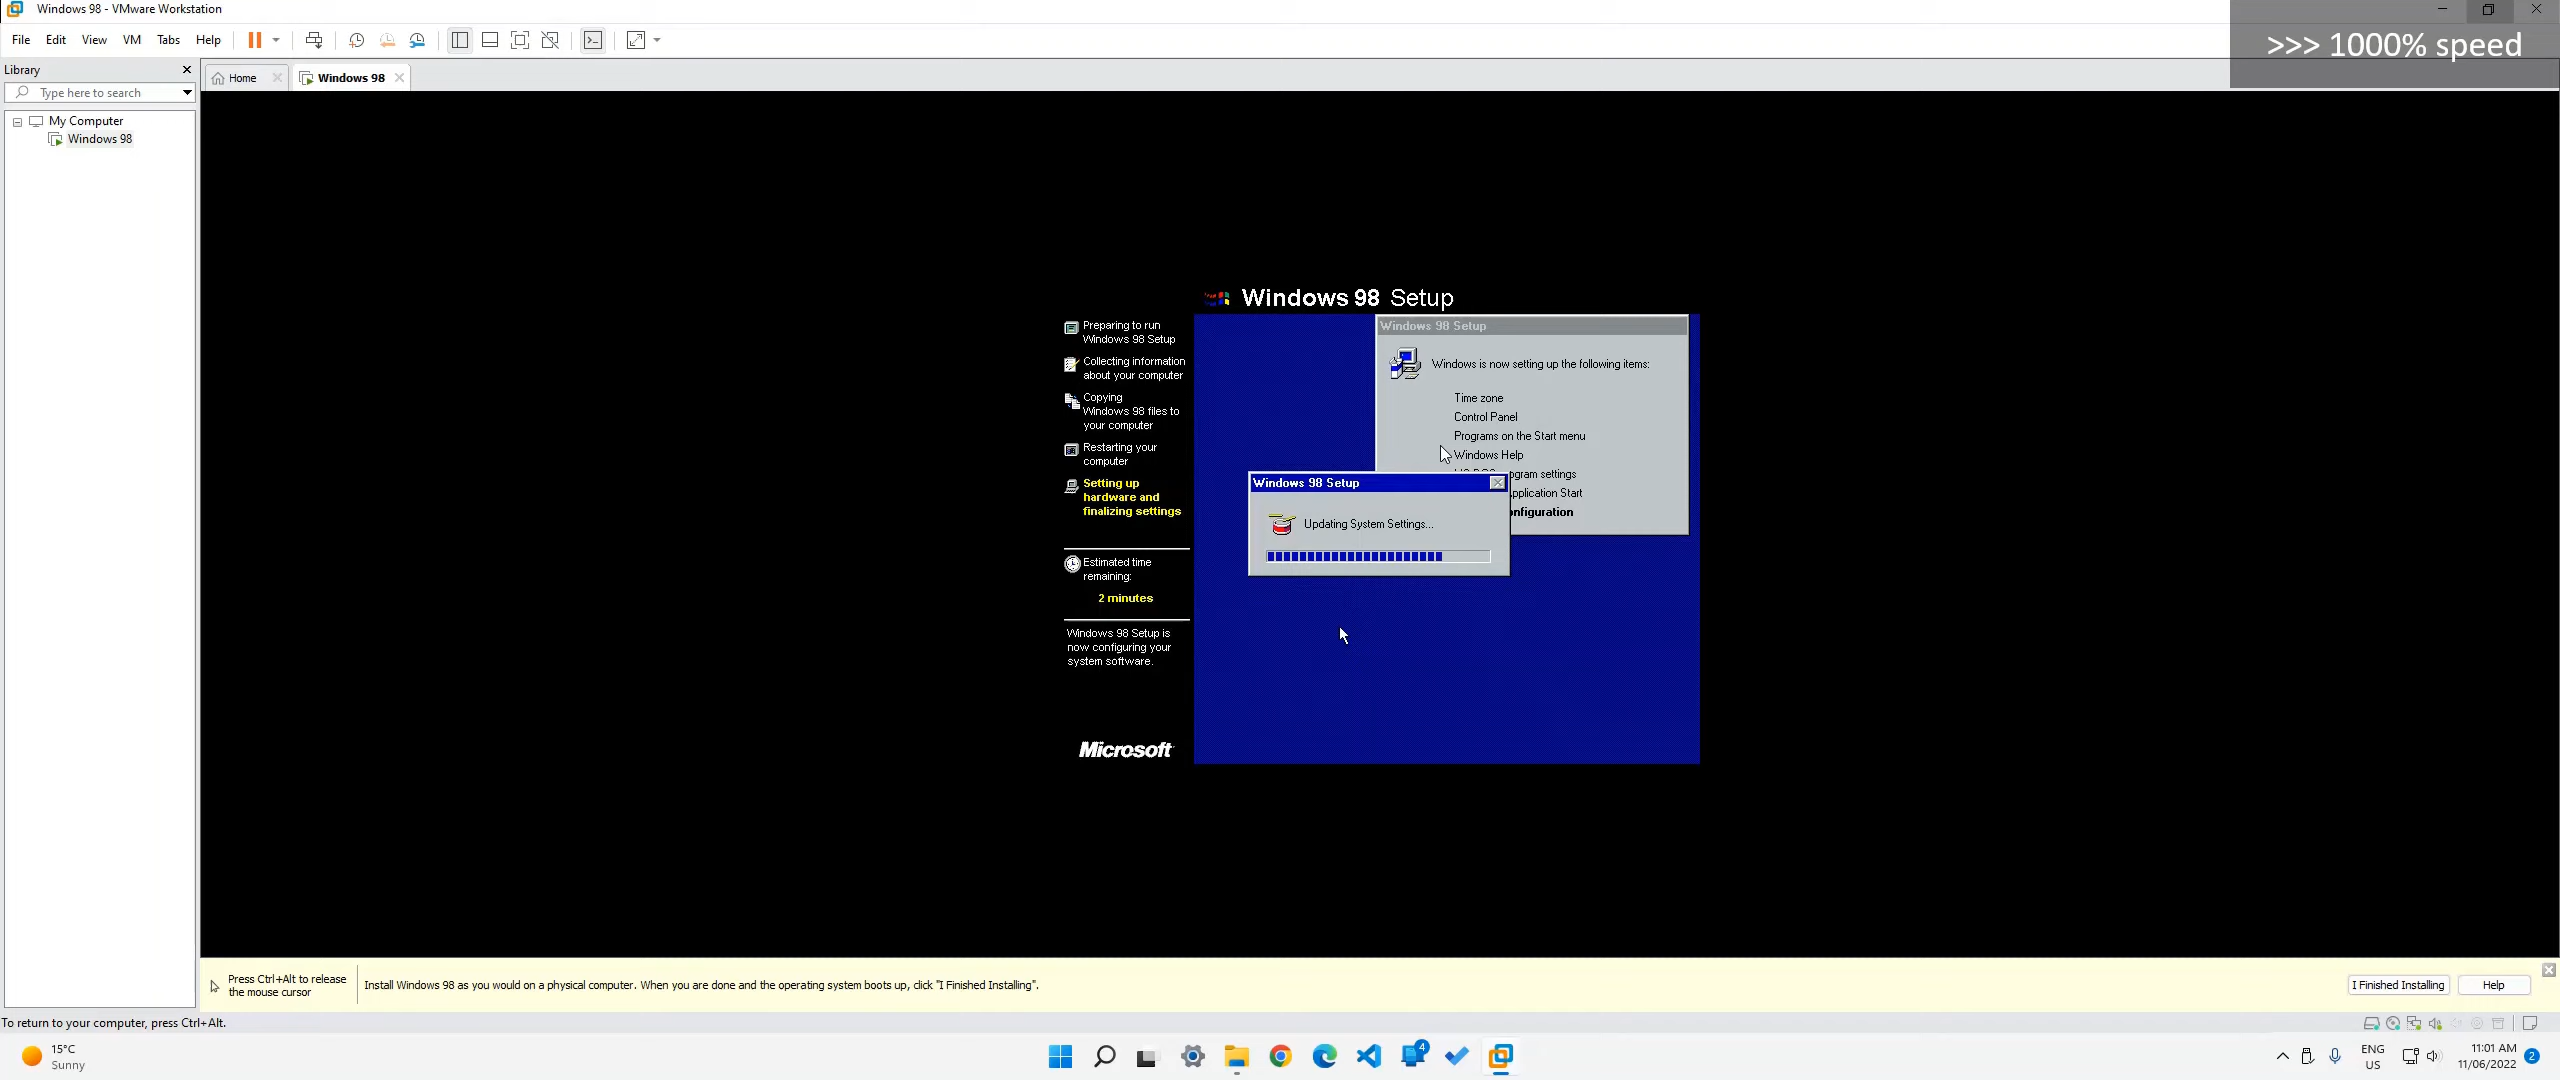 Windows 98 - VMware Workstation
>>> 1000% speed
File Edit View VM Tabs Help
Library
Home
Windows 98
Type here to search
My Computer
Windows 98
Windows 98 Setup
Preparing to run
Windows 98 Setup
Collecting information
about your computer
Copying
Windows 98 files to
your computer
Restarting your
computer
Setting up
hardware and
finalizing settings
Estimated time
remaining:
2 minutes
Windows 98 Setup is
now configuring your
system software.
Microsoft
Windows 98 Setup
Windows is now setting up the following items:
Time zone
Control Panel
Programs on the Start menu
Windows Help
ogram settings
pplication Start
onfiguration
Windows 98 Setup
Updating System Settings...
Press Ctrl+Alt to release
the mouse cursor
Install Windows 98 as you would on a physical computer. When you are done and the operating system boots up, click "I Finished Installing".
I Finished Installing
Help
To return to your computer, press Ctrl+Alt.
15°C
Sunny
4
ENG
US
11:01 AM
11/06/2022
2